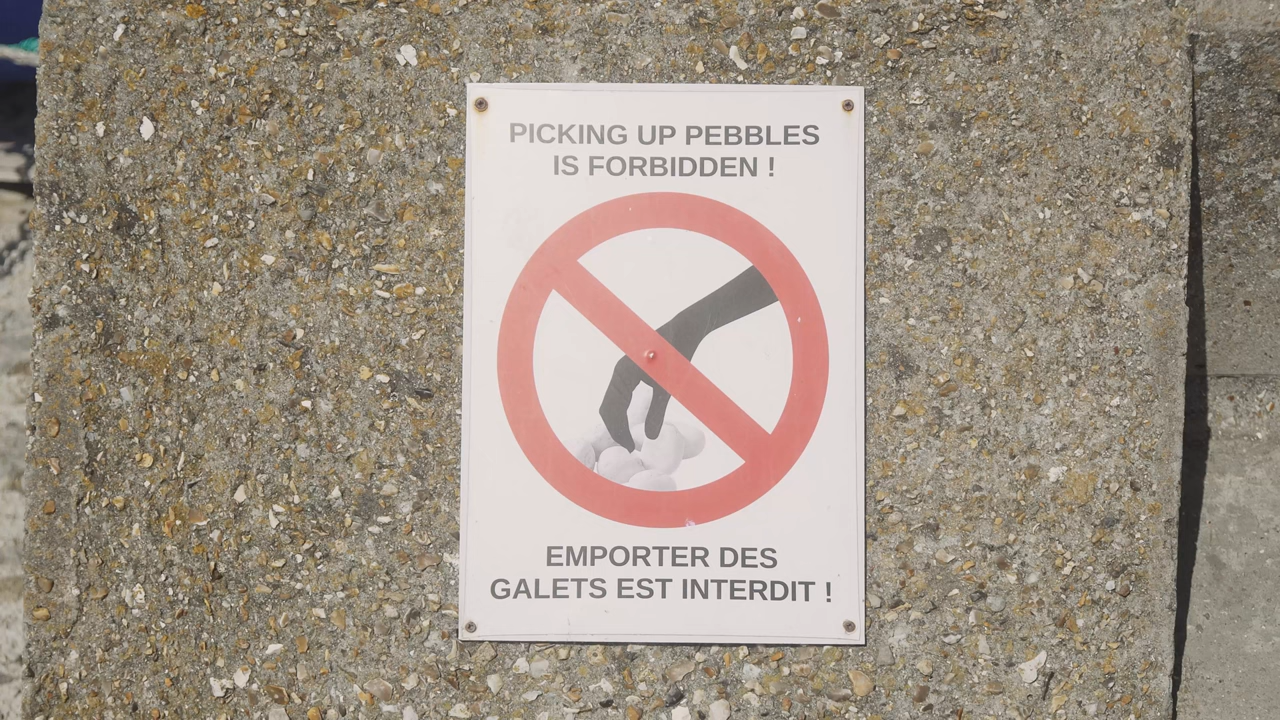 PICKING UP PEBBLES
IS FORBIDDEN !
EMPORTER DES
GALETS EST INTERDIT !